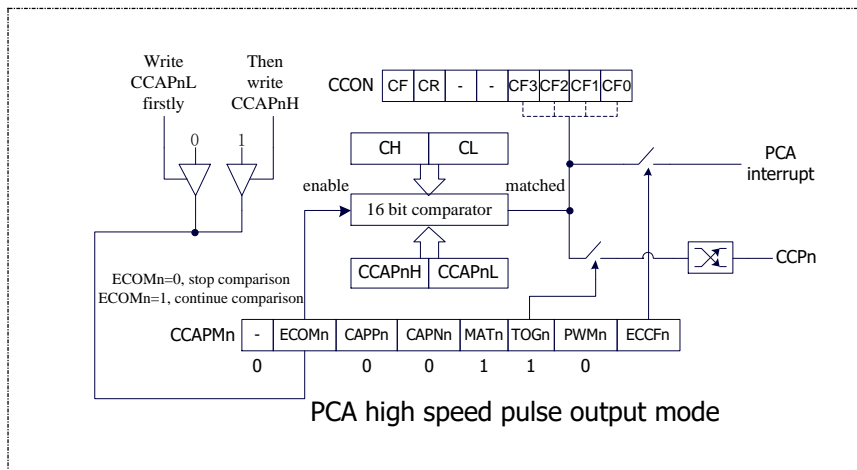 Write
CCAPnL
firstly
Then
write
CCAPnH
0
1
CCON
CF CR - - CF3 CF2 CF1 CF0
CH CL
PCA
interrupt
enable
matched
16 bit comparator
CCAPnH CCAPnL
CCPn
ECOMn=0, stop comparison
ECOMn=1, continue comparison
CCAPMn
- ECOMn CAPPn CAPNn MATn TOGn PWMn ECCFn
0 0 0 1 1 0
PCA high speed pulse output mode